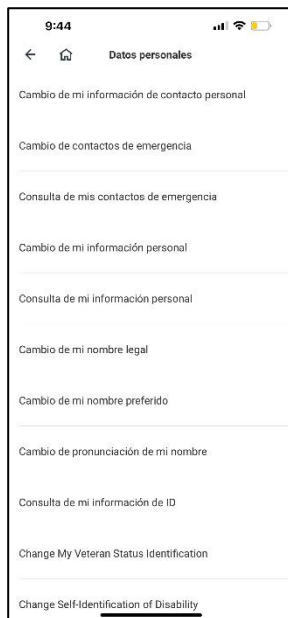 9:44
Datos personales
Cambio de mi información de contacto personal
Cambio de contactos de emergencia
Consulta de mis contactos de emergencia
Cambio de mi información personal
Consulta de mi información personal
Cambio de mi nombre legal
Cambio de mi nombre preferido
Cambio de pronunciación de mi nombre
Consulta de mi información de ID
Change My Veteran Status Identification
Change Self-Identification of Disability